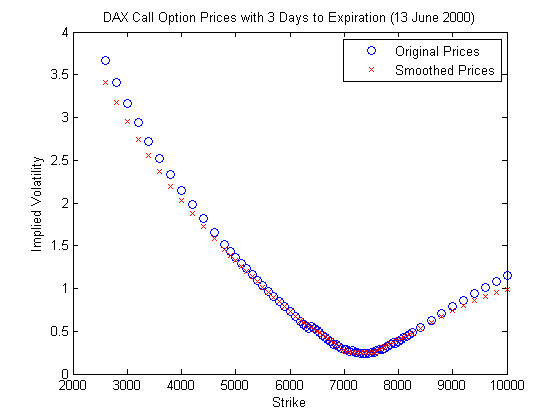 DAX Call Option Prices with 3 Days to Expiration (13 June 2000)
4
3.5
3
2.5
2
1.5
1
0.5
0
Implied Volatility
Original Prices
Smoothed Prices
2000 3000 4000 5000 6000 7000 8000 9000 10000
Strike